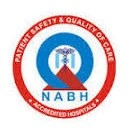 PATIENT SAFETY & QUALITY OF CARE
NABH
ACCREDITED HOSPITALS